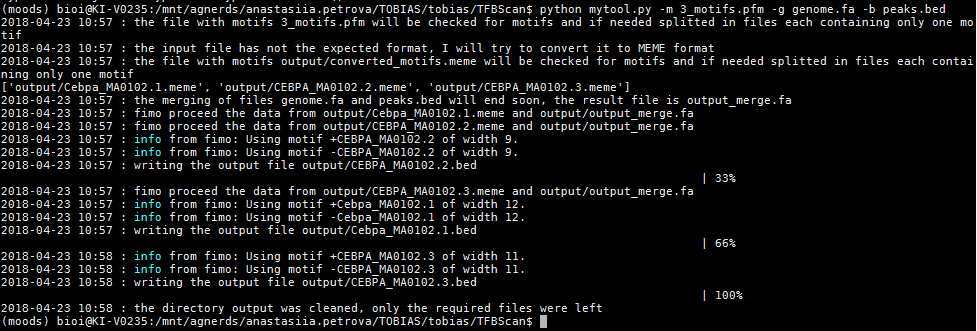 (moods) bioi@KI-V0235:/mnt/agnerds/anastasiia.petrova/TOBIAS/tobias/TFBScan$ python mytool.py -m 3_motifs.pfm -g genome.fa -b peaks.bed
2018-04-23 10:57 : the file with motifs 3_motifs.pfm will be checked for motifs and if needed splitted in files each containing only one mo
tif
2018-04-23 10:57 : the input file has not the expected format, I will try to convert it to MEME format
2018-04-23 10:57 : the file with motifs output/converted_motifs.meme will be checked for motifs and if needed splitted in files each contai
ning only one motif
['output/Cebpa_MA0102.1.meme', 'output/CEBPA_MA0102.2.meme', 'output/CEBPA_MA0102.3.meme']
2018-04-23 10:57 : the merging of files genome.fa and peaks.bed will end soon, the result file is output_merge.fa
2018-04-23 10:57 : fimo proceed the data from output/Cebpa_MA0102.1.meme and output/output_merge.fa
2018-04-23 10:57 : fimo proceed the data from output/CEBPA_MA0102.2.meme and output/output_merge.fa
2018-04-23 10:57 : info from fimo: Using motif +CEBPA_MA0102.2 of width 9.
2018-04-23 10:57 : info from fimo: Using motif -CEBPA_MA0102.2 of width 9.
2018-04-23 10:57 : writing the output file output/CEBPA_MA0102.2.bed
| 33%
2018-04-23 10:57 : fimo proceed the data from output/CEBPA_MA0102.3.meme and output/output_merge.fa
2018-04-23 10:57 : info from fimo: Using motif +Cebpa_MA0102.1 of width 12.
2018-04-23 10:57 : info from fimo: Using motif -Cebpa_MA0102.1 of width 12.
2018-04-23 10:57 : writing the output file output/Cebpa_MA0102.1.bed
| 66%
2018-04-23 10:58 : info from fimo: Using motif +CEBPA_MA0102.3 of width 11.
2018-04-23 10:58 : info from fimo: Using motif -CEBPA_MA0102.3 of width 11.
2018-04-23 10:58 : writing the output file output/CEBPA_MA0102.3.bed
| 100%
2018-04-23 10:58 : the directory output was cleaned, only the required files were left
(moods) bioi@KI-V0235:/mnt/agnerds/anastasiia.petrova/TOBIAS/tobias/TFBScan$